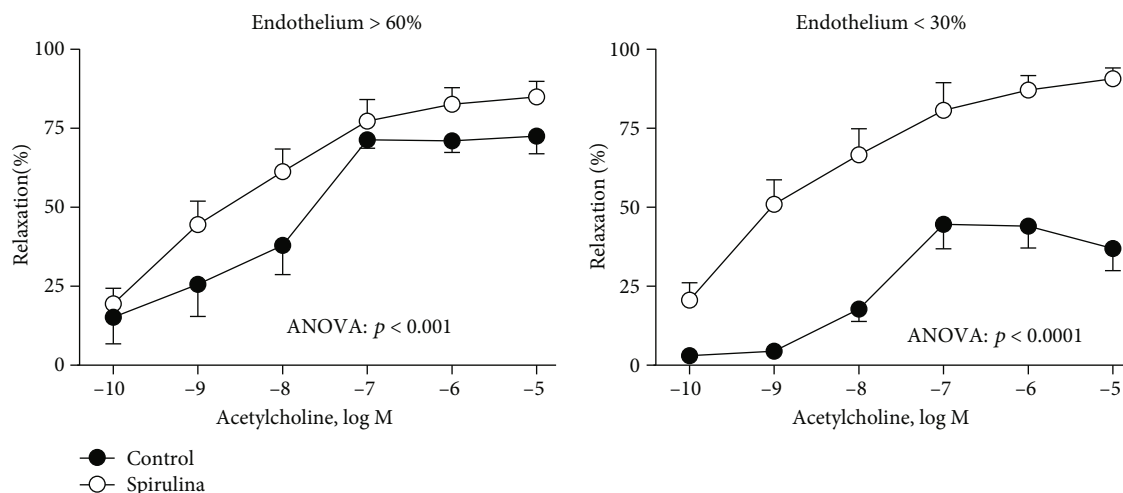 Endothelium > 60%
100
75
50
25
0
Relaxation(%)
ANOVA: p < 0.001
–10 –9 –8 –7 –6 –5
Acetylcholine, log M
Endothelium < 30%
100
75
50
25
0
Relaxation (%)
ANOVA: p < 0.0001
–10 –9 –8 –7 –6 –5
Acetylcholine, log M
Control
Spirulina